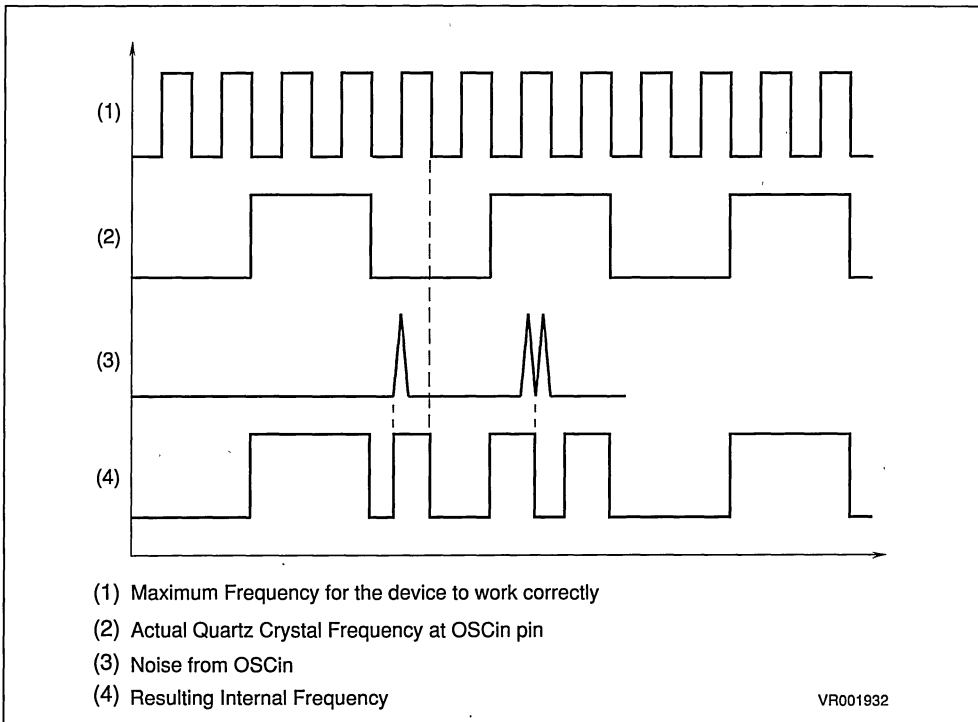 (1)
(2)
(3)
(4)
(1) Maximum Frequency for the device to work correctly
(2) Actual Quartz Crystal Frequency at OSCin pin
(3) Noise from OSCin
(4) Resulting Internal Frequency
VR001932